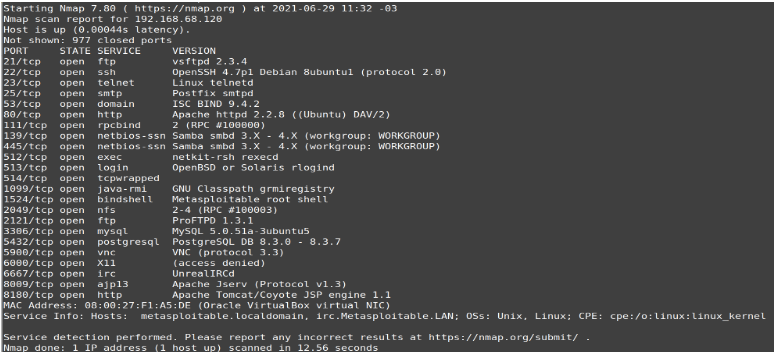 Starting Nmap 7.80 ( https://nmap.org ) at 2021-06-29 11:32 -03
Nmap scan report for 192.168.68.120
Host is up (0.00044s latency).
Not shown: 977 closed ports
PORT     STATE SERVICE     VERSION
21/tcp   open  ftp         vsftpd 2.3.4
22/tcp   open  ssh         OpenSSH 4.7p1 Debian 8ubuntu1 (protocol 2.0)
23/tcp   open  telnet      Linux telnetd
25/tcp   open  smtp        Postfix smtpd
53/tcp   open  domain      ISC BIND 9.4.2
80/tcp   open  http        Apache httpd 2.2.8 ((Ubuntu) DAV/2)
111/tcp  open  rpcbind     2 (RPC #100000)
139/tcp  open  netbios-ssn Samba smbd 3.X - 4.X (workgroup: WORKGROUP)
445/tcp  open  netbios-ssn Samba smbd 3.X - 4.X (workgroup: WORKGROUP)
512/tcp  open  exec        netkit-rsh rexecd
513/tcp  open  login       OpenBSD or Solaris rlogind
514/tcp  open  tcpwrapped
1099/tcp open  java-rmi    GNU Classpath grmiregistry
1524/tcp open  bindshell   Metasploitable root shell
2049/tcp open  nfs         2-4 (RPC #100003)
2121/tcp open  ftp         ProFTPD 1.3.1
3306/tcp open  mysql       MySQL 5.0.51a-3ubuntu5
5432/tcp open  postgresql  PostgreSQL DB 8.3.0 - 8.3.7
5900/tcp open  vnc         VNC (protocol 3.3)
6000/tcp open  X11         (access denied)
6667/tcp open  irc         UnrealIRCd
8009/tcp open  ajp13       Apache Jserv (Protocol v1.3)
8180/tcp open  http        Apache Tomcat/Coyote JSP engine 1.1
MAC Address: 08:00:27:F1:A5:DE (Oracle VirtualBox virtual NIC)
Service Info: Hosts:  metasploitable.localdomain, irc.Metasploitable.LAN; OSs: Unix, Linux; CPE: cpe:/o:linux:linux_kernel
Service detection performed. Please report any incorrect results at https://nmap.org/submit/ .
Nmap done: 1 IP address (1 host up) scanned in 12.56 seconds